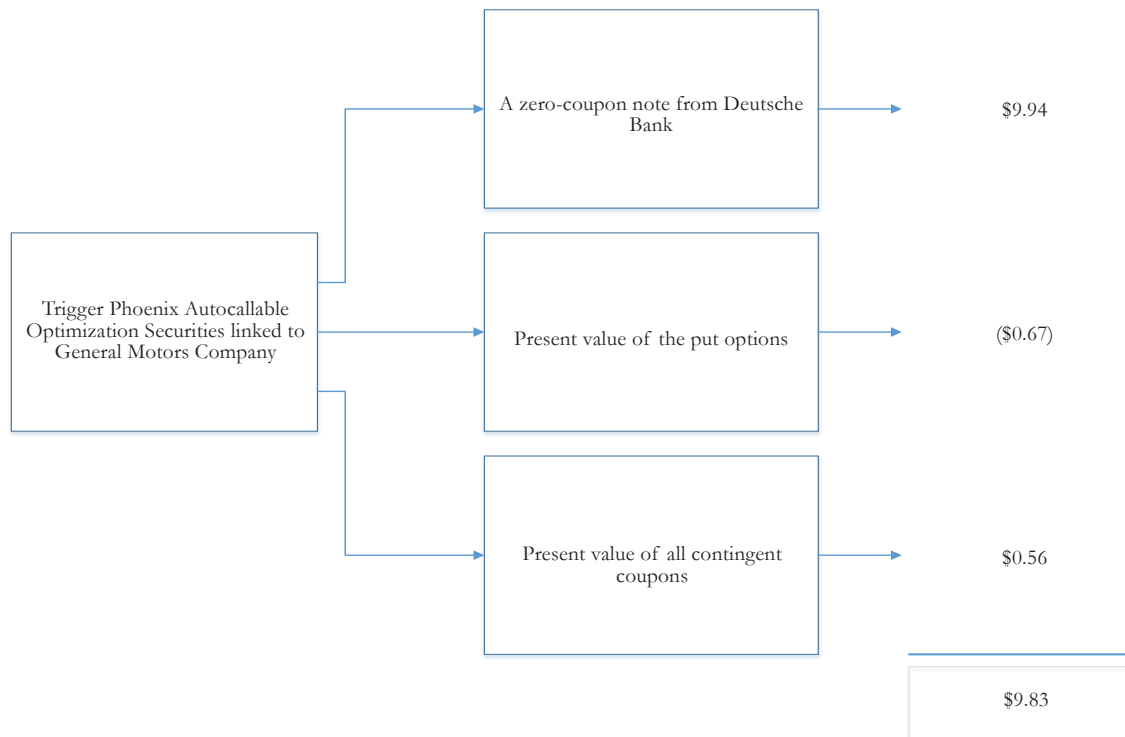 A zero-coupon note from Deutsche
Bank
$9.94
Trigger Phoenix Autocallable
Optimization Securities linked to
General Motors Company
Present value of the put options
($0.67)
Present value of all contingent
coupons
$0.56
$9.83